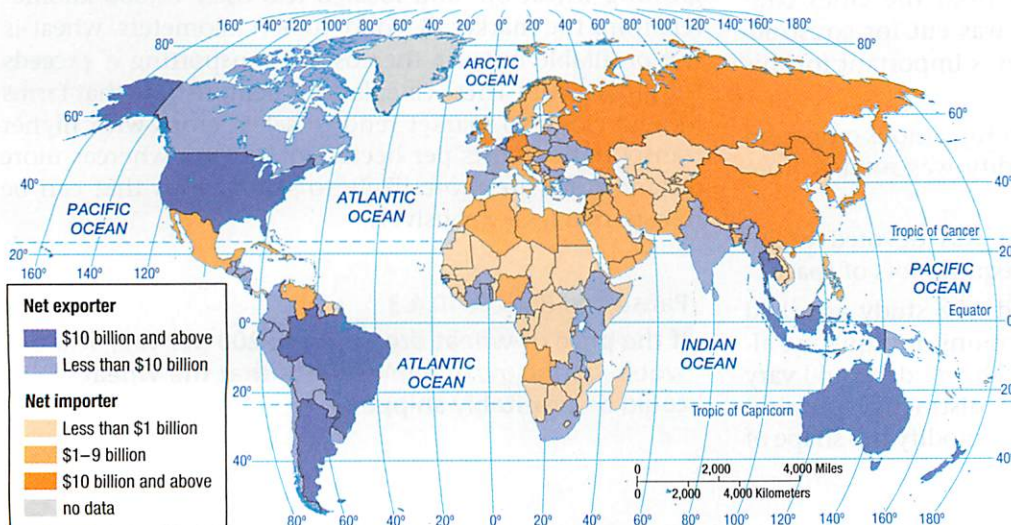 160° 140° 120° 100° 80° 60° 40° 20° 0° 20° 40° 60° 80° 100° 120° 140° 160° 180°
80°
80°
ARCTIC
OCEAN
60°
60°
40°
40°
PACIFIC
OCEAN
ATLANTIC
OCEAN
Tropic of Cancer
20°
20°
PACIFIC
OCEAN
160° 140° 120°
Equator
0°
0°
ATLANTIC
OCEAN
INDIAN
OCEAN
20°
20°
20°
Tropic of Capricorn
40°
40°
40°
0 2,000 4,000 Miles
0 2,000 4,000 Kilometers
80° 60° 40° 20° 0° 20° 40° 60° 80° 100° 120° 140° 160° 180°
Net exporter
$10 billion and above
Less than $10 billion
Net importer
Less than $1 billion
$1–9 billion
$10 billion and above
no data